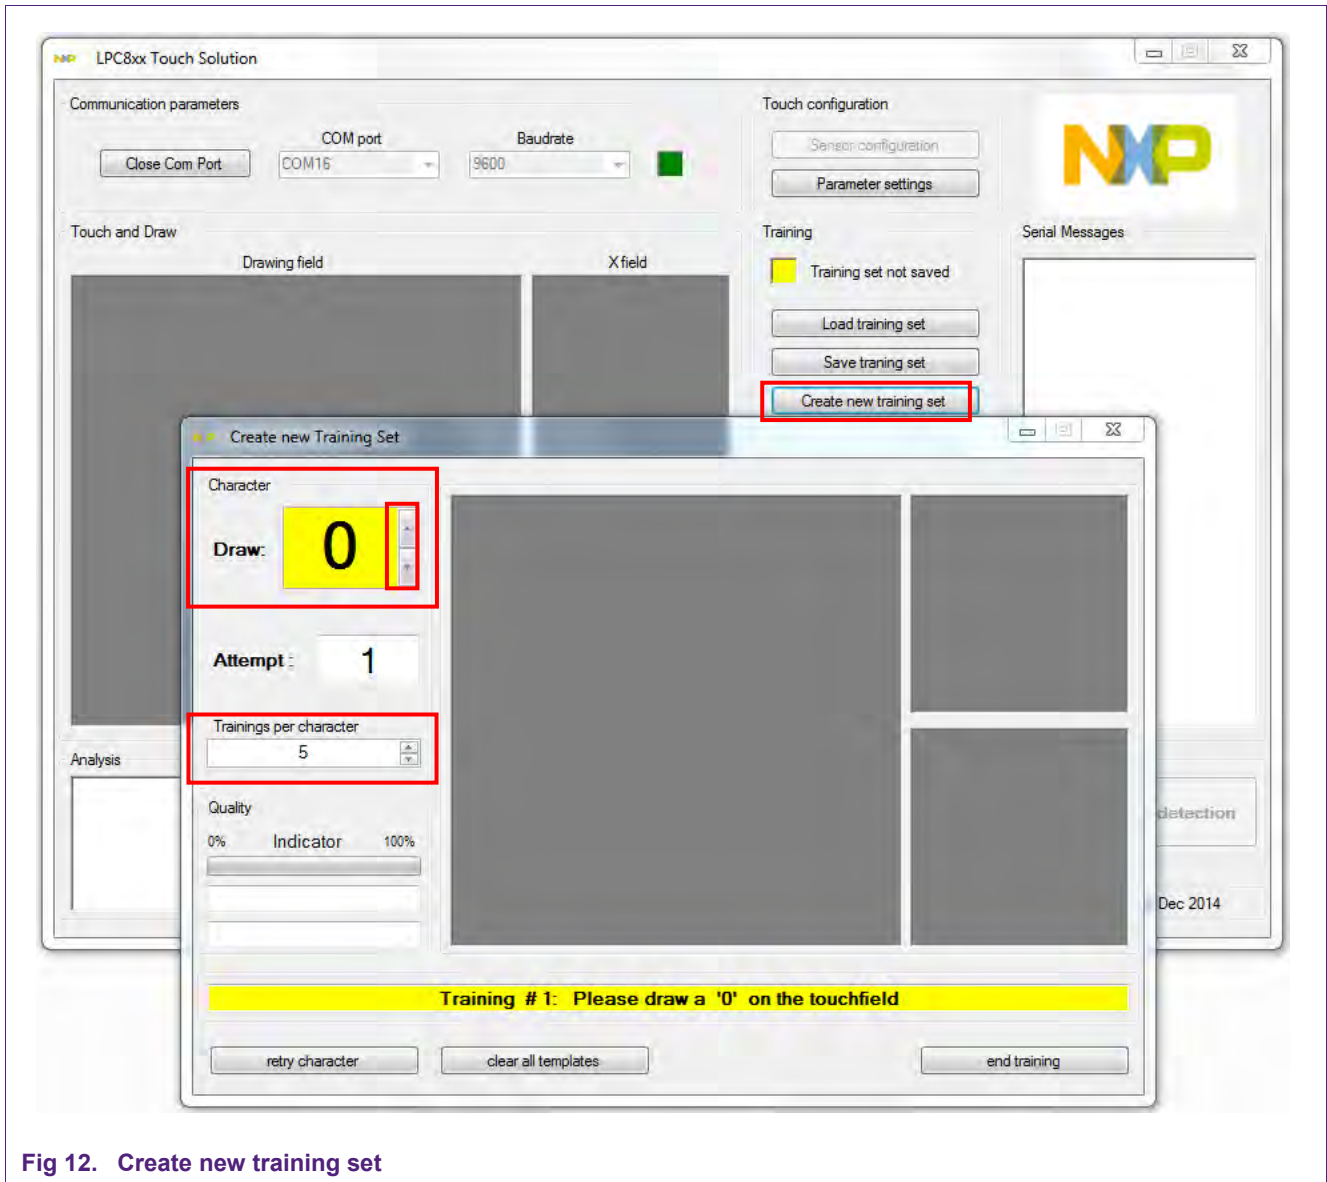 LPC8xx Touch Solution
Communication parameters
COM port
Baudrate
Close Com Port
COM16
9600
Touch configuration
Sensor configuration
Parameter settings
NXP
Touch and Draw
Drawing field
X field
Training
Training set not saved
Load training set
Save traning set
Create new training set
Serial Messages
Create new Training Set
Character
Draw:
0
Attempt :
1
Trainings per character
5
Quality
0% Indicator 100%
Analysis
detection
Dec 2014
Training # 1: Please draw a '0' on the touchfield
retry character
clear all templates
end training
Fig 12. Create new training set